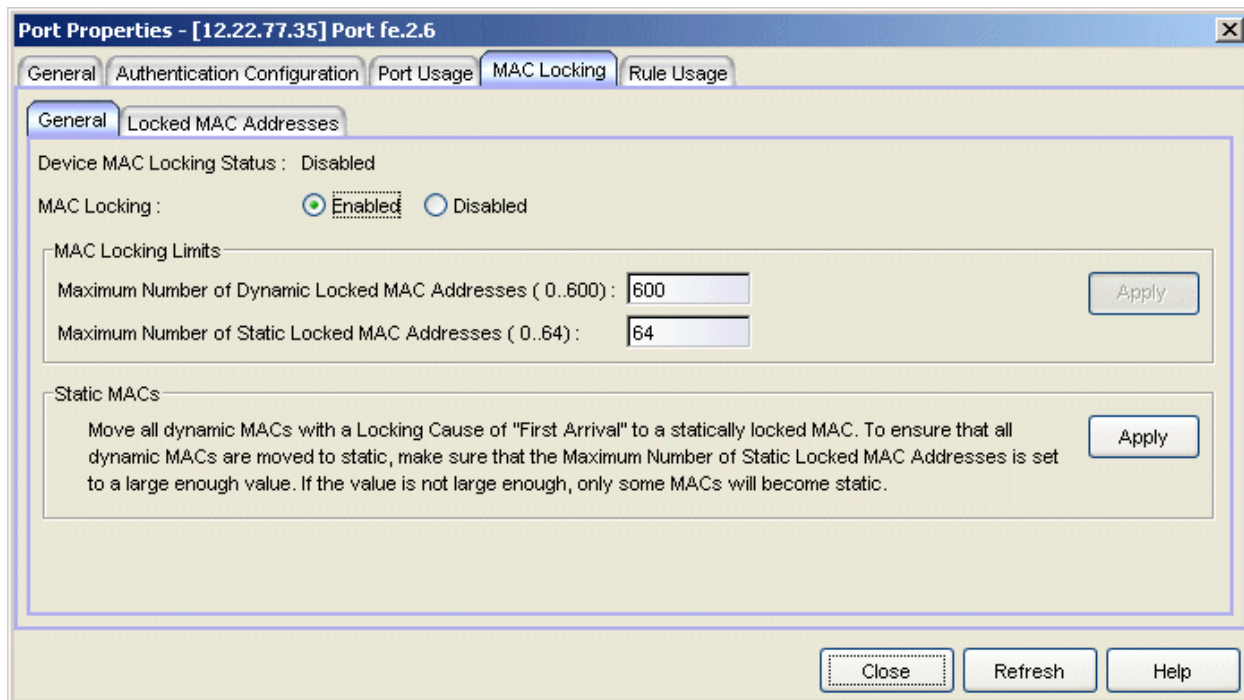 Port Properties - [12.22.77.35] Port fe.2.6
General Authentication Configuration Port Usage MAC Locking Rule Usage
General Locked MAC Addresses
Device MAC Locking Status : Disabled
MAC Locking : Enabled Disabled
MAC Locking Limits
Maximum Number of Dynamic Locked MAC Addresses ( 0..600) : 600
Apply
Maximum Number of Static Locked MAC Addresses ( 0..64) : 64
Static MACs
Move all dynamic MACs with a Locking Cause of "First Arrival" to a statically locked MAC. To ensure that all
dynamic MACs are moved to static, make sure that the Maximum Number of Static Locked MAC Addresses is set
to a large enough value. If the value is not large enough, only some MACs will become static.
Apply
Close Refresh Help